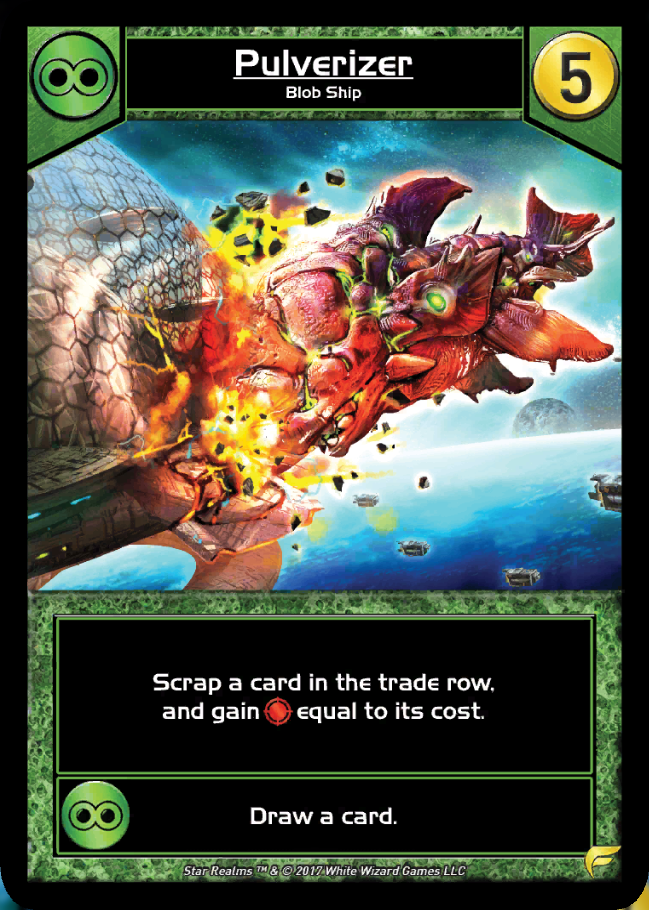 Pulverizer
Blob Ship
5
Scrap a card in the trade row,
and gain equal to its cost.
Draw a card.
Star Realms ™ & © 2017 White Wizard Games LLC